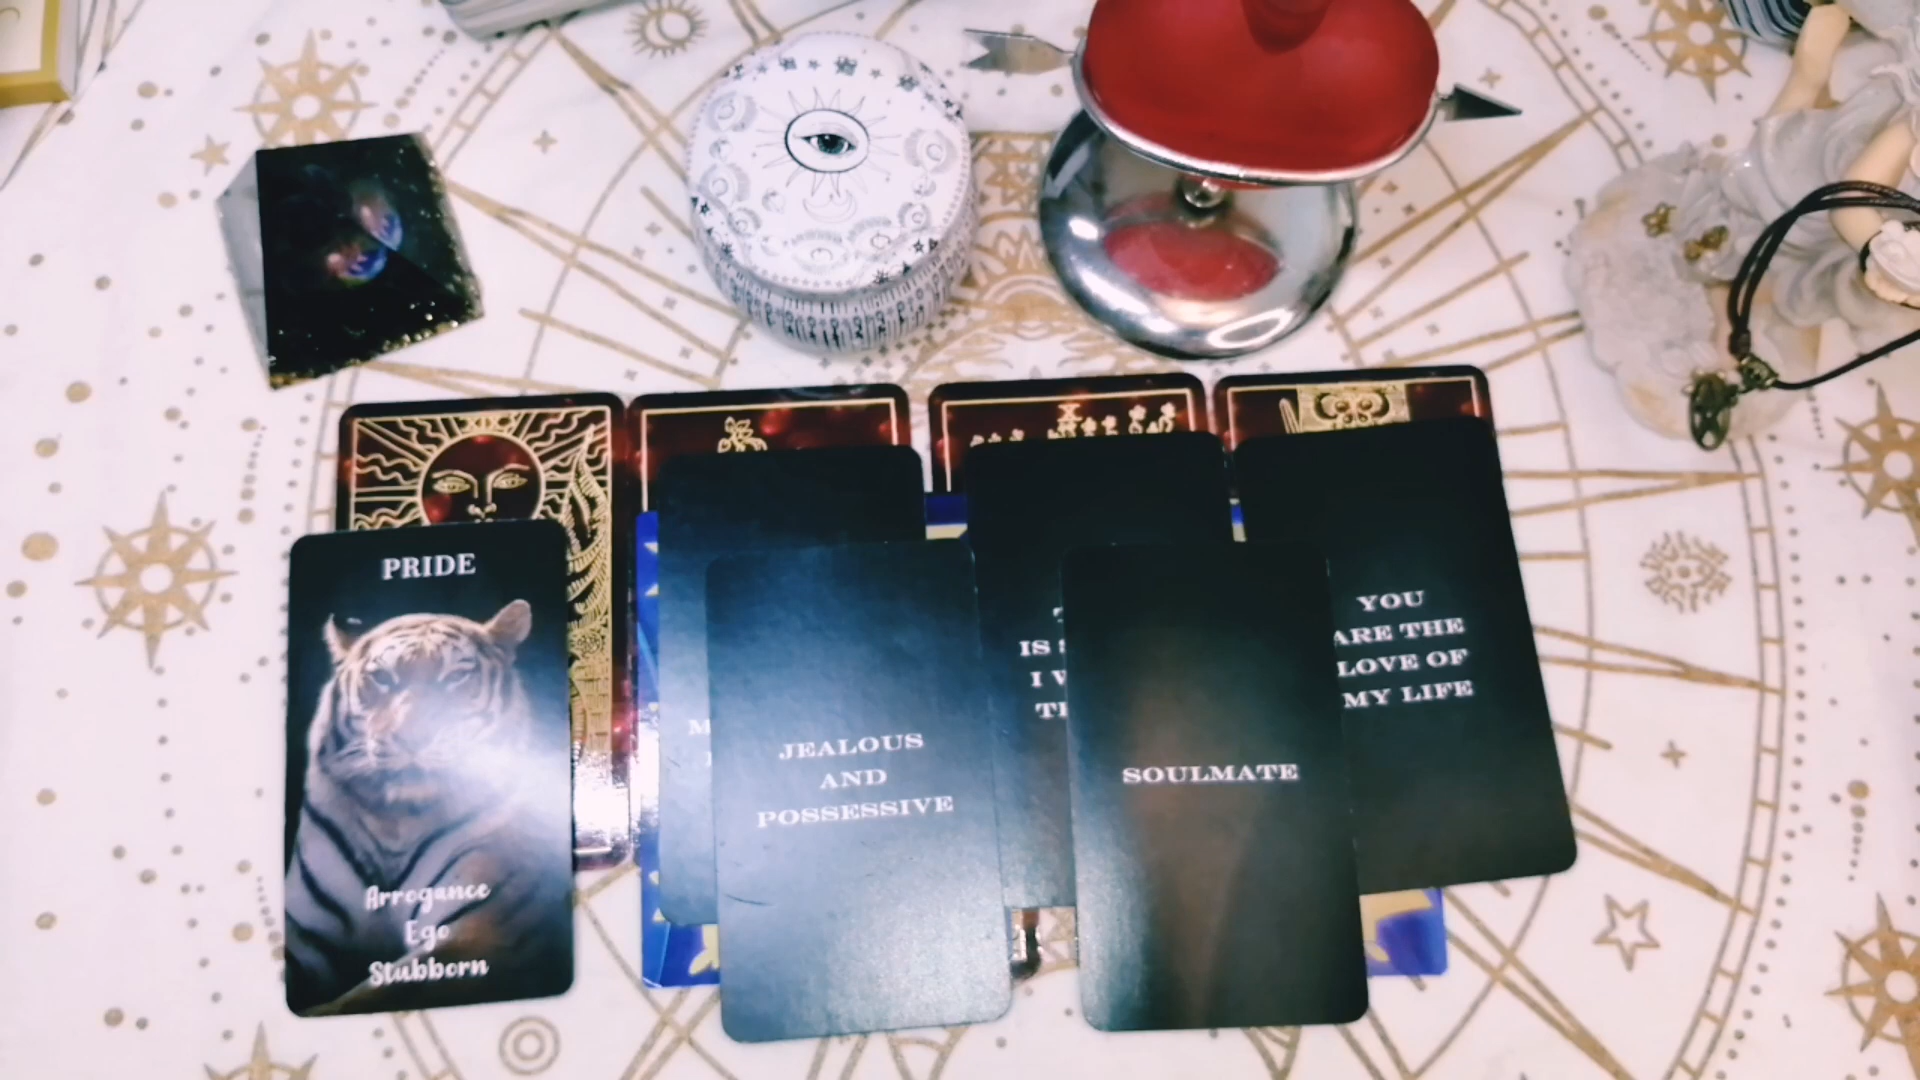 PRIDE
Arrogance
Ego
Stubborn
JEALOUS
AND
POSSESSIVE
IS
I
SOULMATE
YOU
ARE THE
LOVE OF
MY LIFE